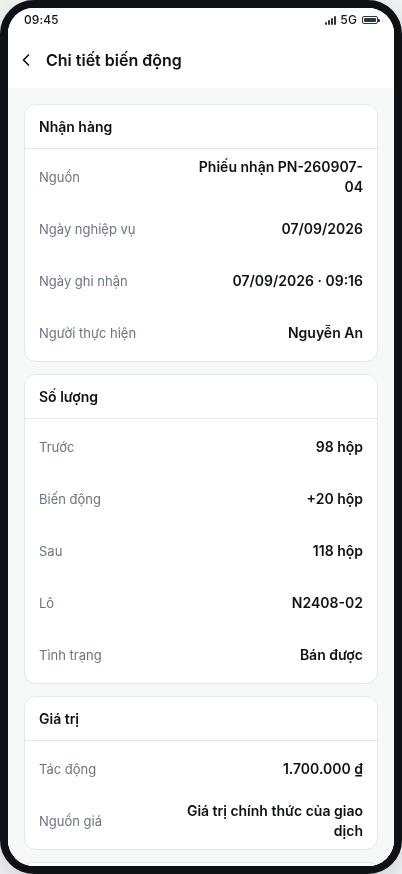 09:45
5G
Chi tiết biến động
Nhận hàng
Nguồn
Phiếu nhận PN-260907-
04
Ngày nghiệp vụ
07/09/2026
Ngày ghi nhận
07/09/2026 · 09:16
Người thực hiện
Nguyễn An
Số lượng
Trước
98 hộp
Biến động
+20 hộp
Sau
118 hộp
Lô
N2408-02
Tình trạng
Bán được
Giá trị
Tác động
1.700.000 ₫
Nguồn giá
Giá trị chính thức của giao
dịch